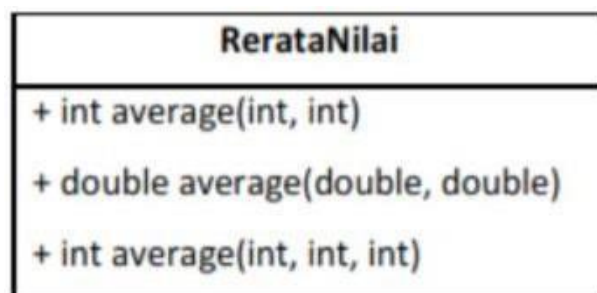 RerataNilai
+ int average(int, int)
+ double average(double, double)
+ int average(int, int, int)